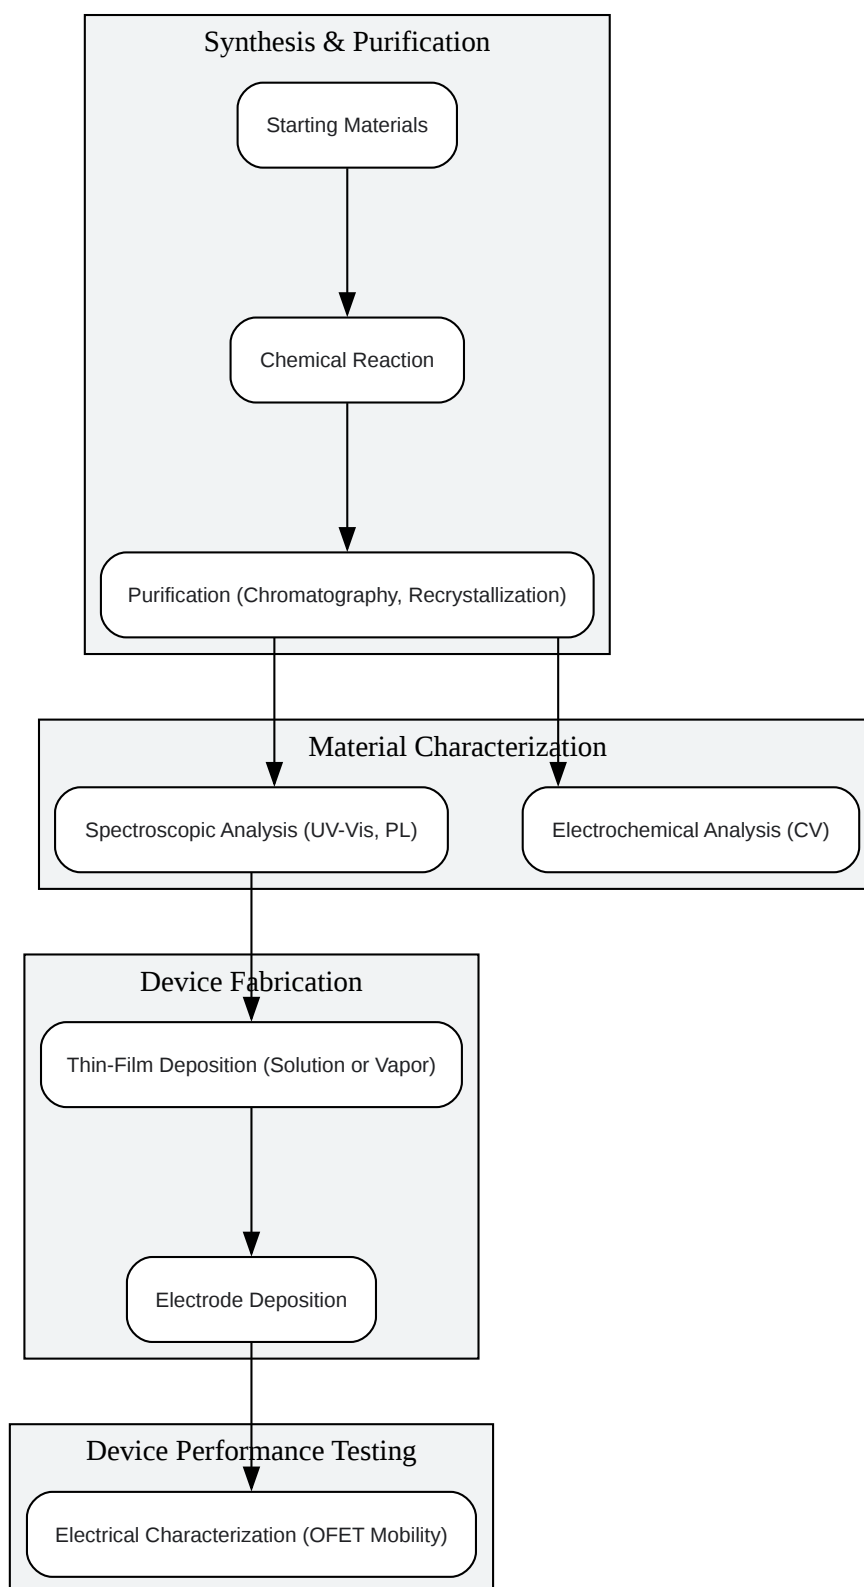 Synthesis & Purification
Starting Materials
Chemical Reaction
Purification (Chromatography, Recrystallization)
Material Characterization
Spectroscopic Analysis (UV-Vis, PL)
Electrochemical Analysis (CV)
Device Fabrication
Thin-Film Deposition (Solution or Vapor)
Electrode Deposition
Device Performance Testing
Electrical Characterization (OFET Mobility)